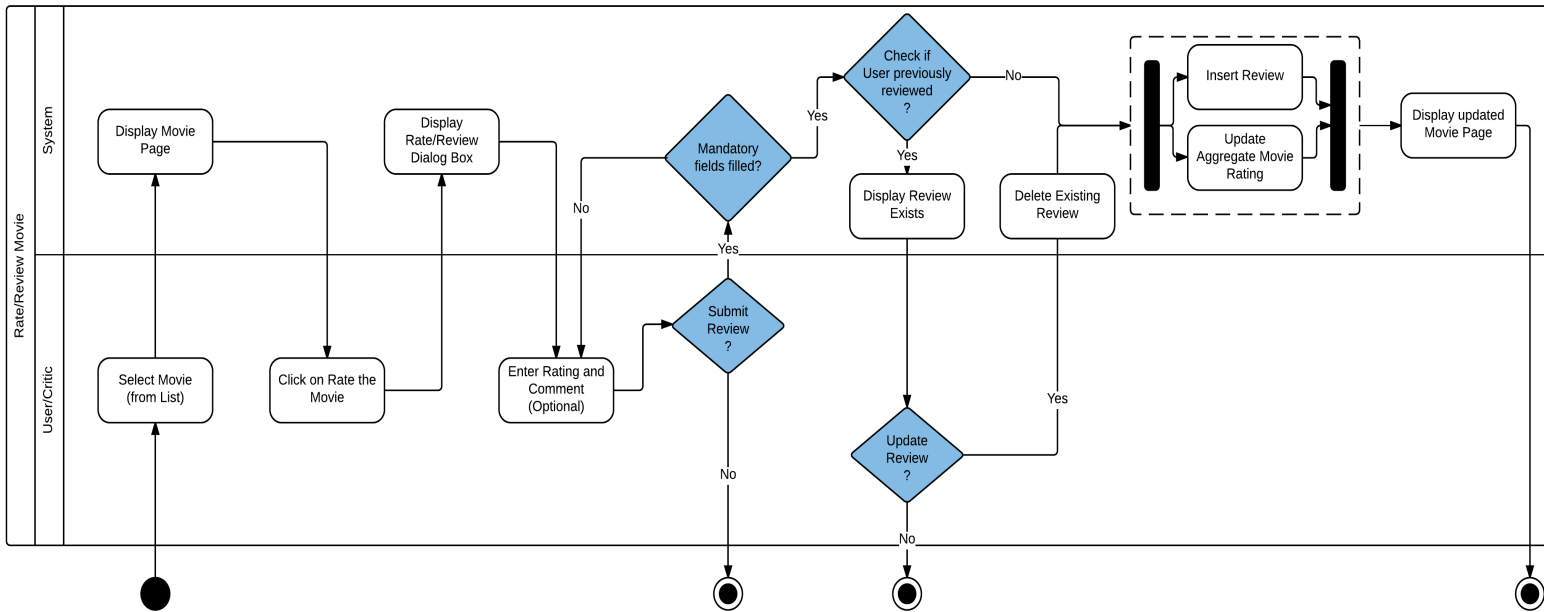 Rate/Review Movie
System
User/Critic
Display Movie
Page
Select Movie
(from List)
Click on Rate the
Movie
Display
Rate/Review
Dialog Box
Enter Rating and
Comment
(Optional)
No
Mandatory
fields filled?
Yes
Submit
Review
?
No
Yes
Check if
User previously
reviewed
?
Yes
Display Review
Exists
Update
Review
?
No
No
Delete Existing
Review
Yes
Insert Review
Update
Aggregate Movie
Rating
Display updated
Movie Page